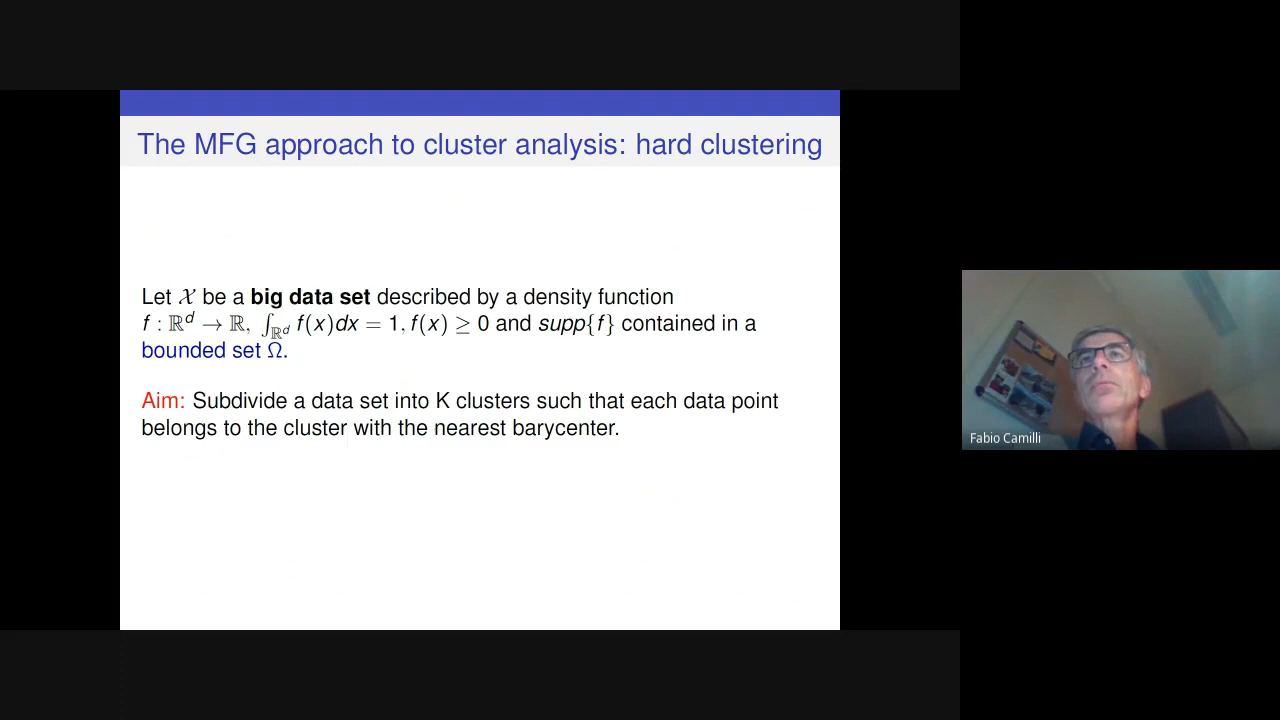 The MFG approach to cluster analysis: hard clustering
Let 𝒳 be a big data set described by a density function
f : ℝᵈ → ℝ, ∫_{ℝᵈ} f(x)dx = 1, f(x) ≥ 0 and supp{f} contained in a
bounded set Ω.
Aim: Subdivide a data set into K clusters such that each data point
belongs to the cluster with the nearest barycenter.
Fabio Camilli